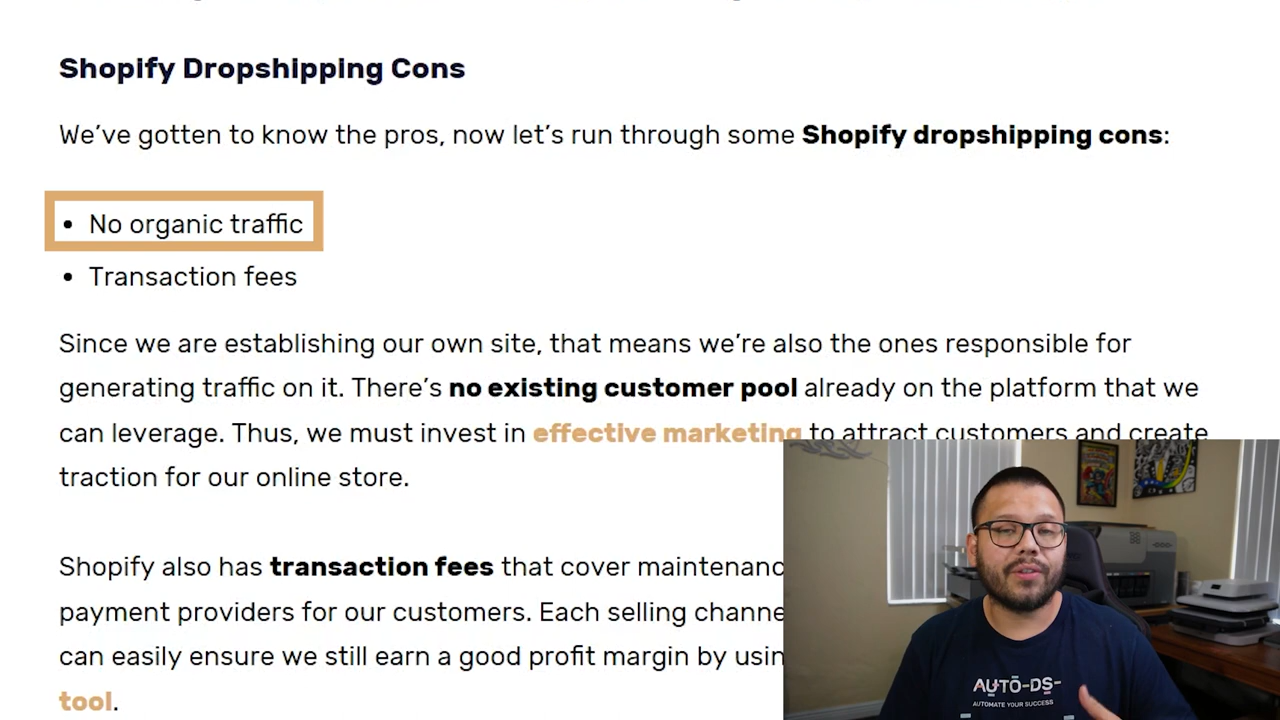 Shopify Dropshipping Cons
We've gotten to know the pros, now let's run through some Shopify dropshipping cons:
• No organic traffic
• Transaction fees
Since we are establishing our own site, that means we're also the ones responsible for
generating traffic on it. There's no existing customer pool already on the platform that we
can leverage. Thus, we must invest in effective marketing to attract customers and create
traction for our online store.
Shopify also has transaction fees that cover
payment providers for our customers. Each selling
can easily ensure we still earn a good profit margin by
tool.
AUTO-DS-
AUTOMATE YOUR SUCCESS